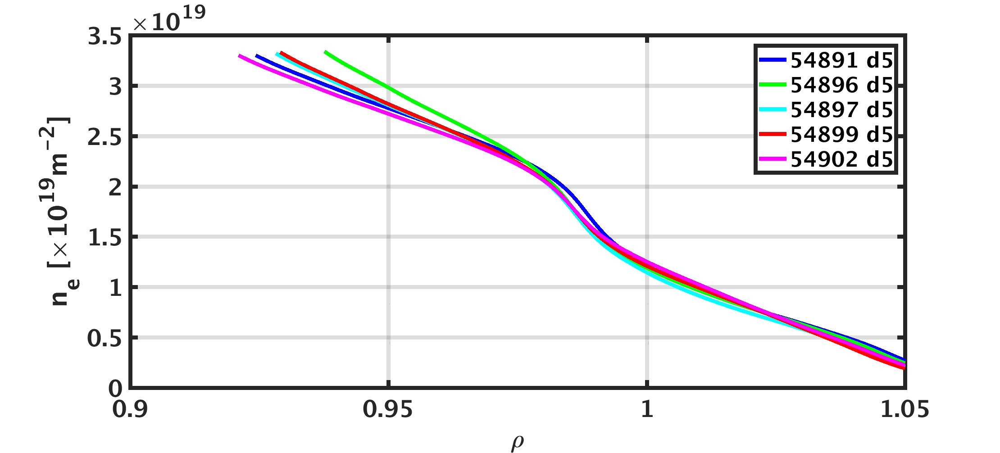 ×10^19
3.5
3
2.5
2
1.5
1
0.5
0
n_e [×10^19 m^−2]
54891 d5
54896 d5
54897 d5
54899 d5
54902 d5
0.9 0.95 1 1.05
ρ